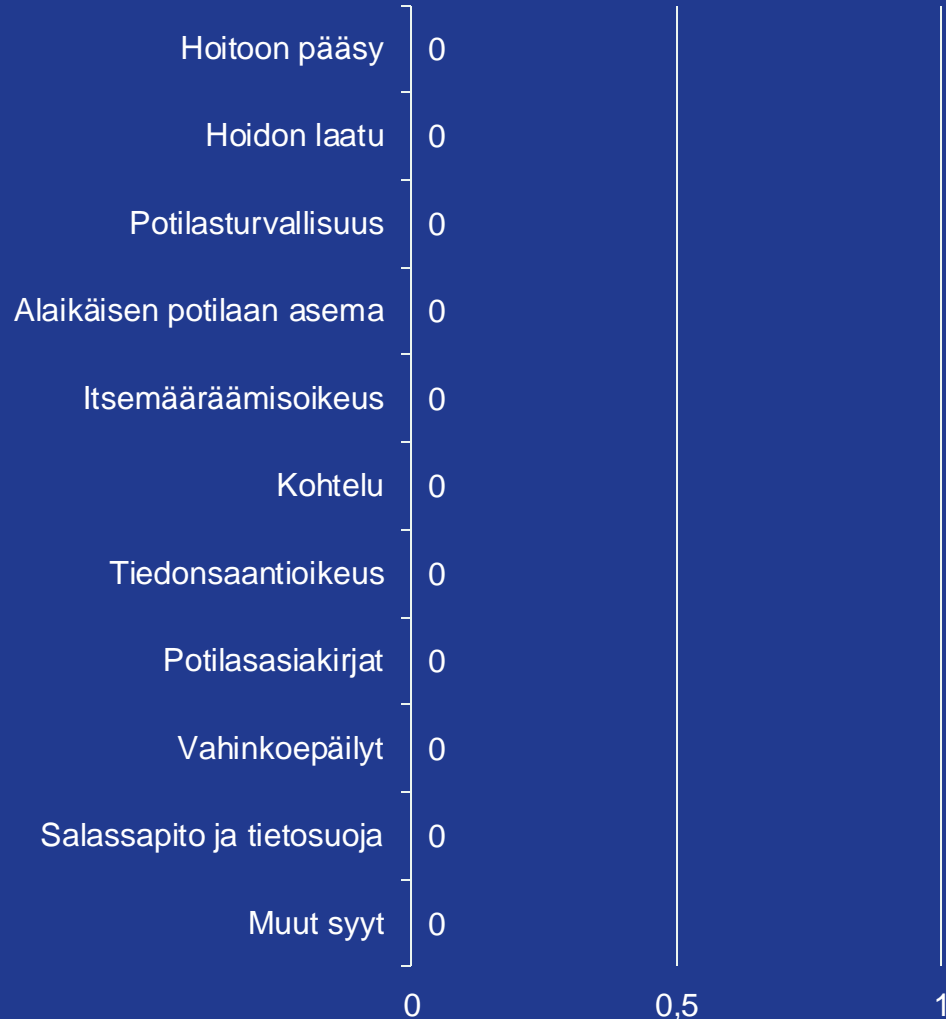 Hoitoon pääsy 0
Hoidon laatu 0
Potilasturvallisuus 0
Alaikäisen potilaan asema 0
Itsemääräämisoikeus 0
Kohtelu 0
Tiedonsaantioikeus 0
Potilasasiakirjat 0
Vahinkoepäilyt 0
Salassapito ja tietosuoja 0
Muut syyt 0
0 0,5 1